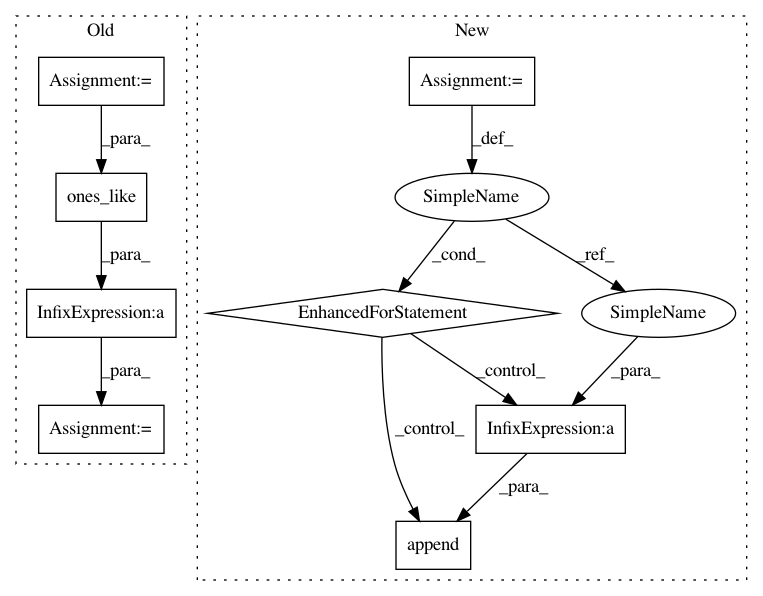 Old
New
Assignment:=
Assignment:=
_para_
_def_
ones_like
SimpleName
_para_
_cond_
_ref_
InfixExpression:a
EnhancedForStatement
SimpleName
_para_
_control_
_para_
Assignment:=
_control_
InfixExpression:a
_para_
append